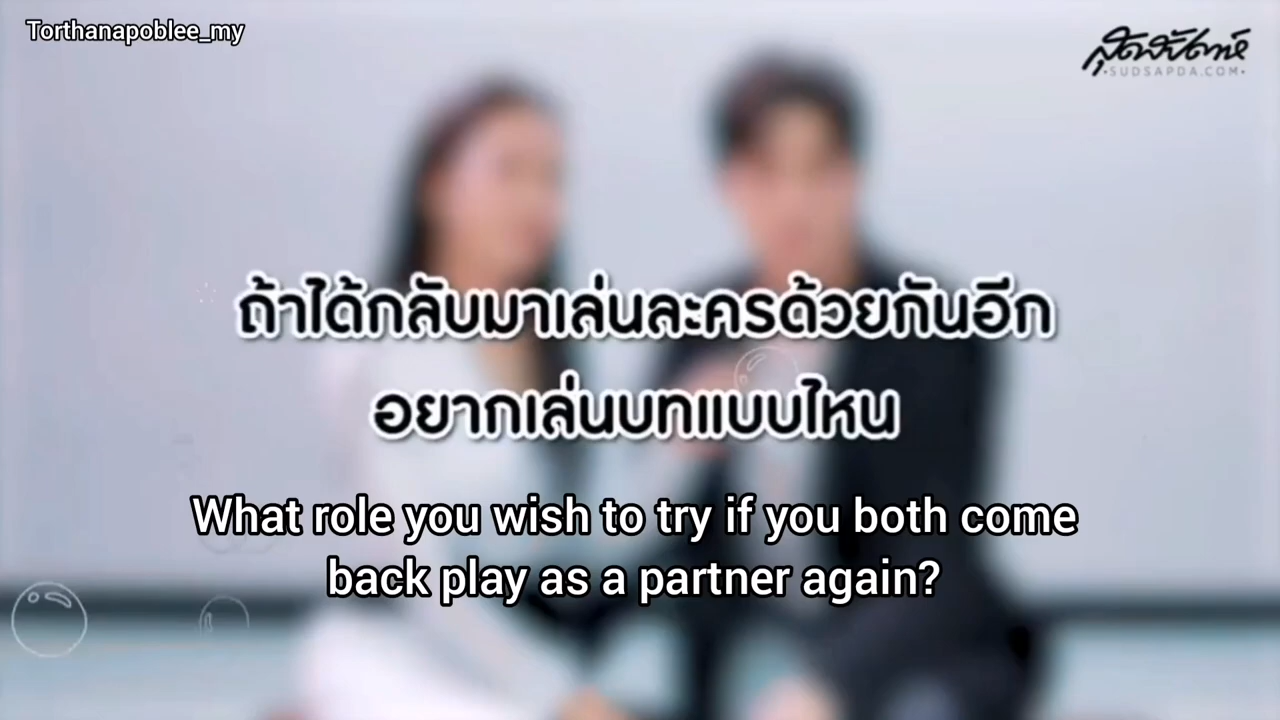 Torthanapoblee_my
สุดสัปดาห์
•SUDSAPDA.COM•
ถ้าได้กลับมาเล่นละครด้วยกันอีก
อยากเล่นบทแบบไหน
What role you wish to try if you both come
back play as a partner again?